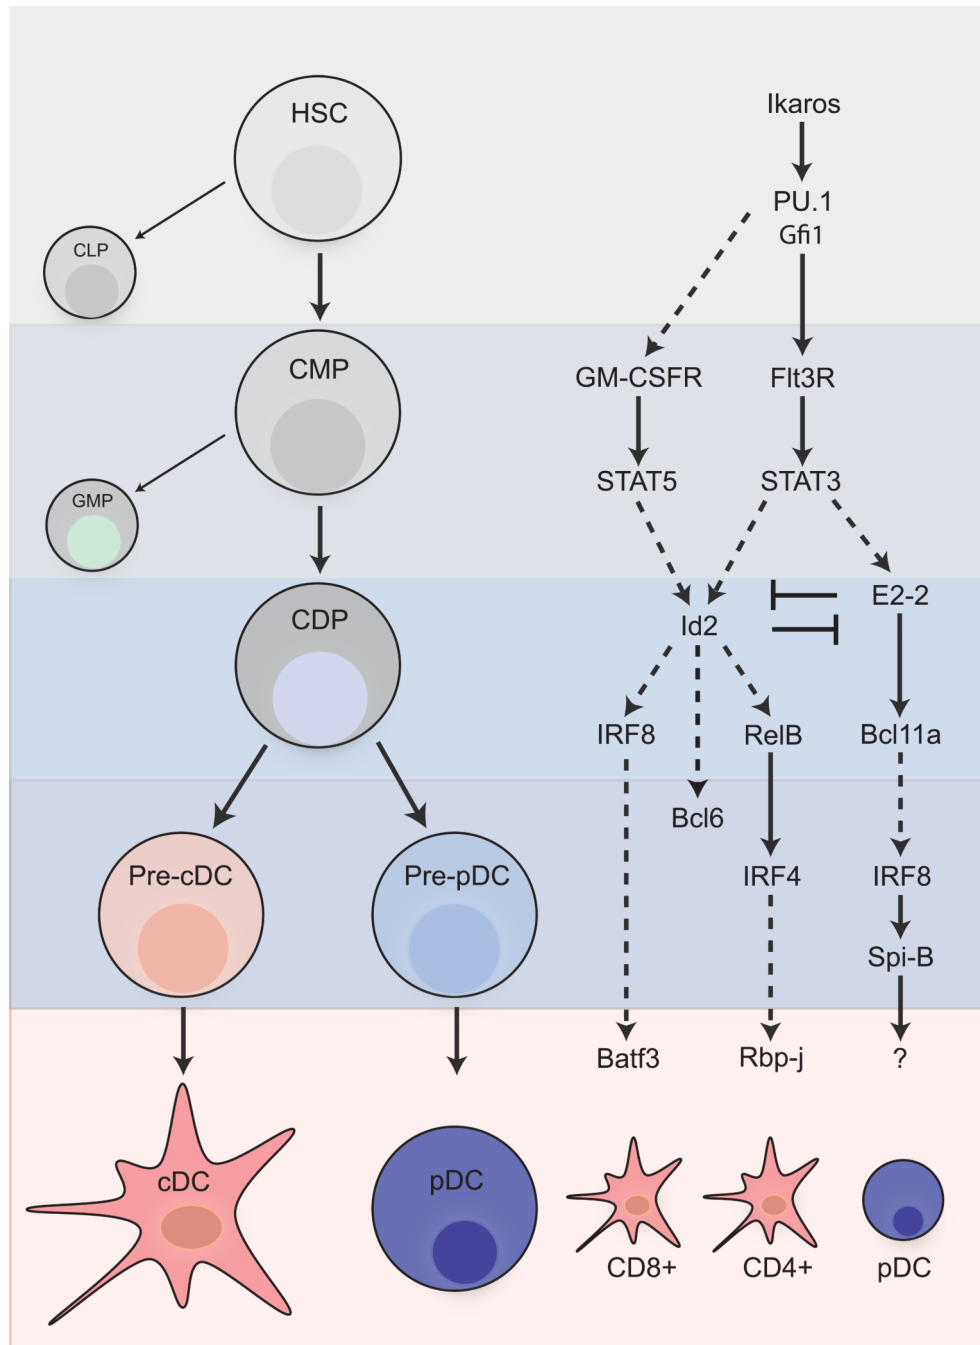 HSC
Ikaros
PU.1
Gfi1
CLP
CMP
GM-CSFR
Flt3R
GMP
STAT5
STAT3
CDP
E2-2
Id2
IRF8
RelB
Bcl11a
Bcl6
Pre-cDC
Pre-pDC
IRF4
IRF8
Spi-B
Batf3
Rbp-j
?
cDC
pDC
CD8+
CD4+
pDC